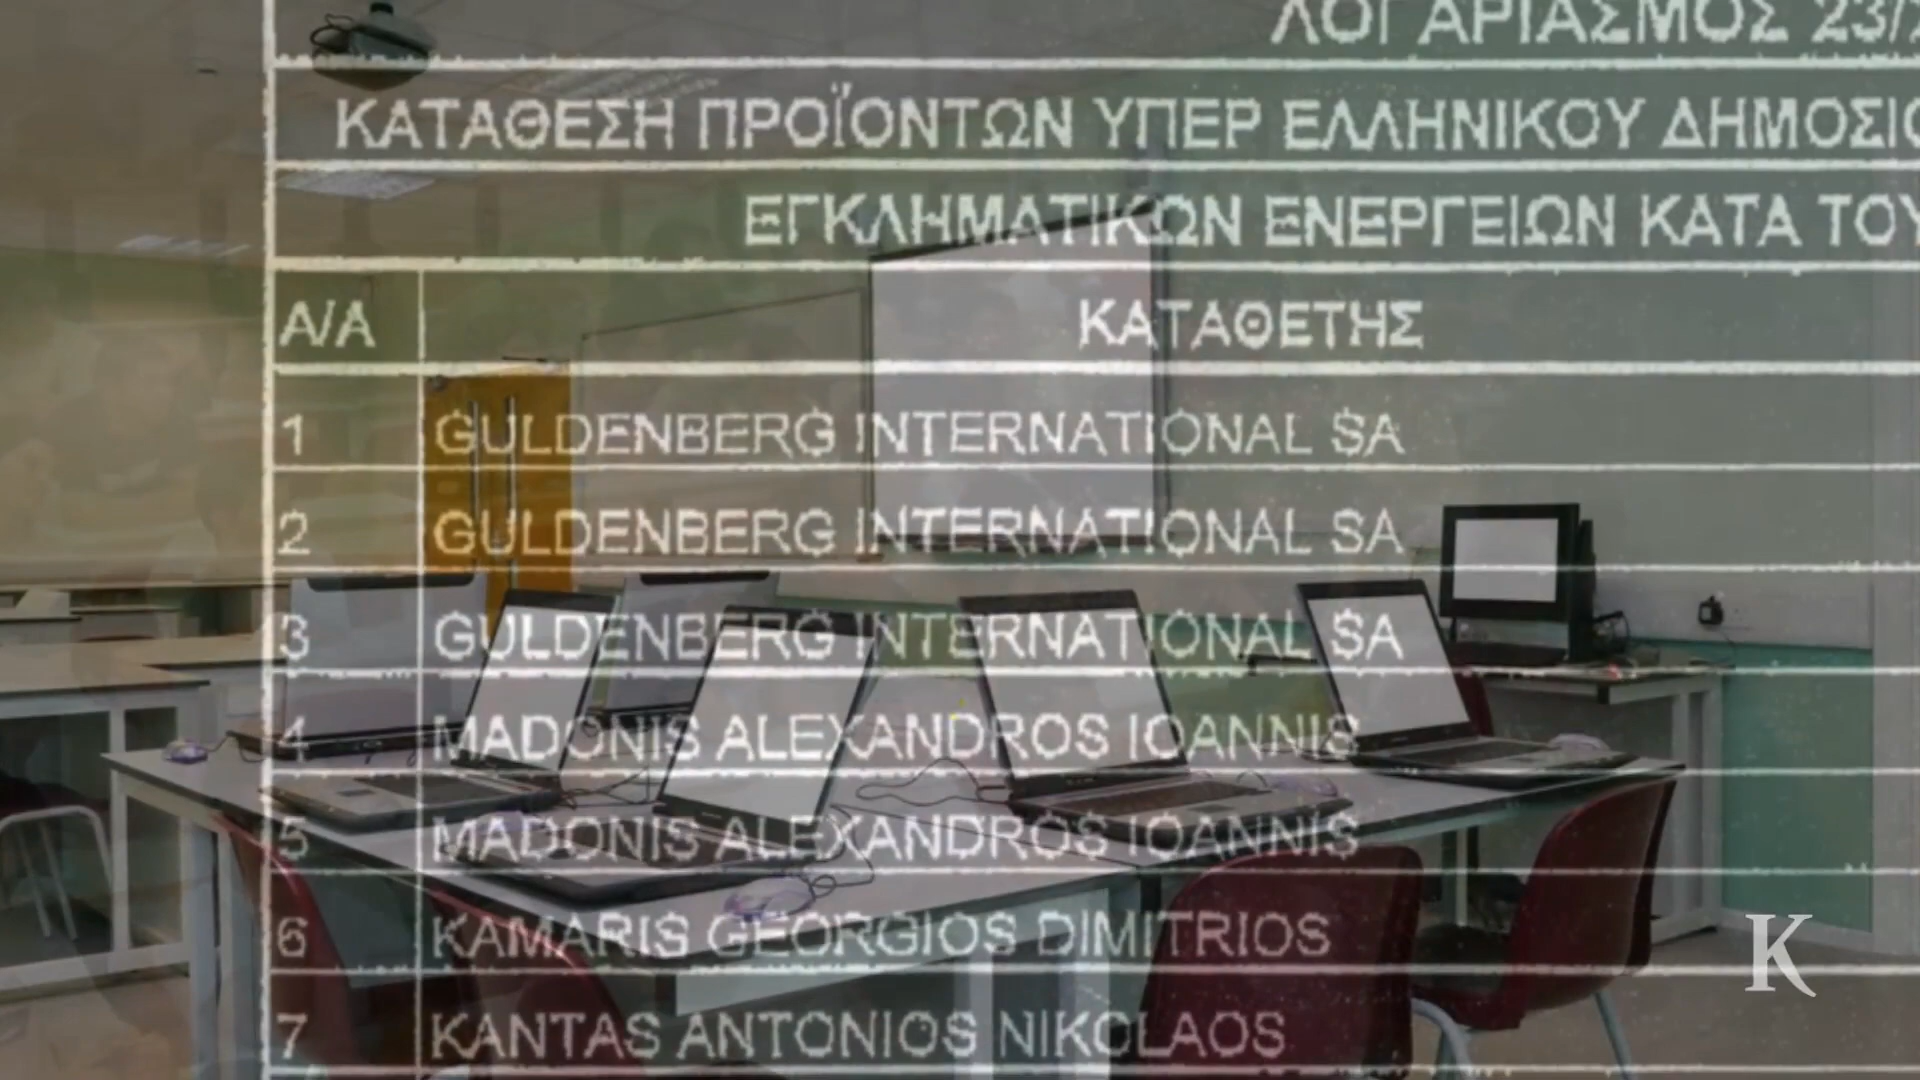 ΛΟΓΑΡΙΑΣΜΟΣ 23/
ΚΑΤΑΘΕΣΗ ΠΡΟΪΟΝΤΩΝ ΥΠΕΡ ΕΛΛΗΝΙΚΟΥ ΔΗΜΟΣΙΟ
ΕΓΚΛΗΜΑΤΙΚΩΝ ΕΝΕΡΓΕΙΩΝ ΚΑΤΑ ΤΟΥ
Α/Α ΚΑΤΑΘΕΤΗΣ
1 GULDENBERG INTERNATIONAL SA
2 GULDENBERG INTERNATIONAL SA
3 GULDENBERG INTERNATIONAL SA
4 MADONIS ALEXANDROS IOANNIS
5 MADONIS ALEXANDROS IOANNIS
6 KAMARIS GEORGIOS DIMITRIOS
K
7 KANTAS ANTONIOS NIKOLAOS